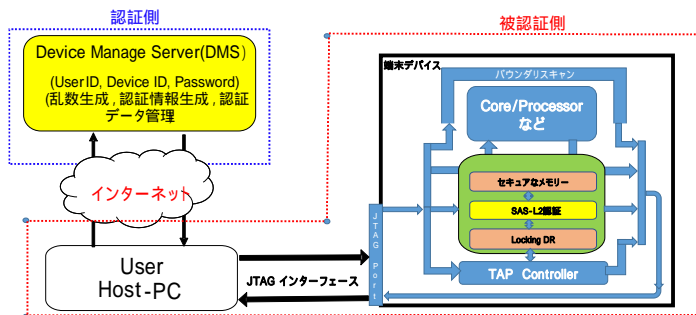 認証側
被認証側
Device Manage Server(DMS)
(User ID, Device ID, Password)
(乱数生成 , 認証情報生成 , 認証
データ管理
インターネット
User
Host-PC
JTAG インターフェース
端末デバイス
バウンダリスキャン
Core/Processor
など
セキュアなメモリー
SAS-L2認証
Locking DR
TAP Controller
JTAG Port